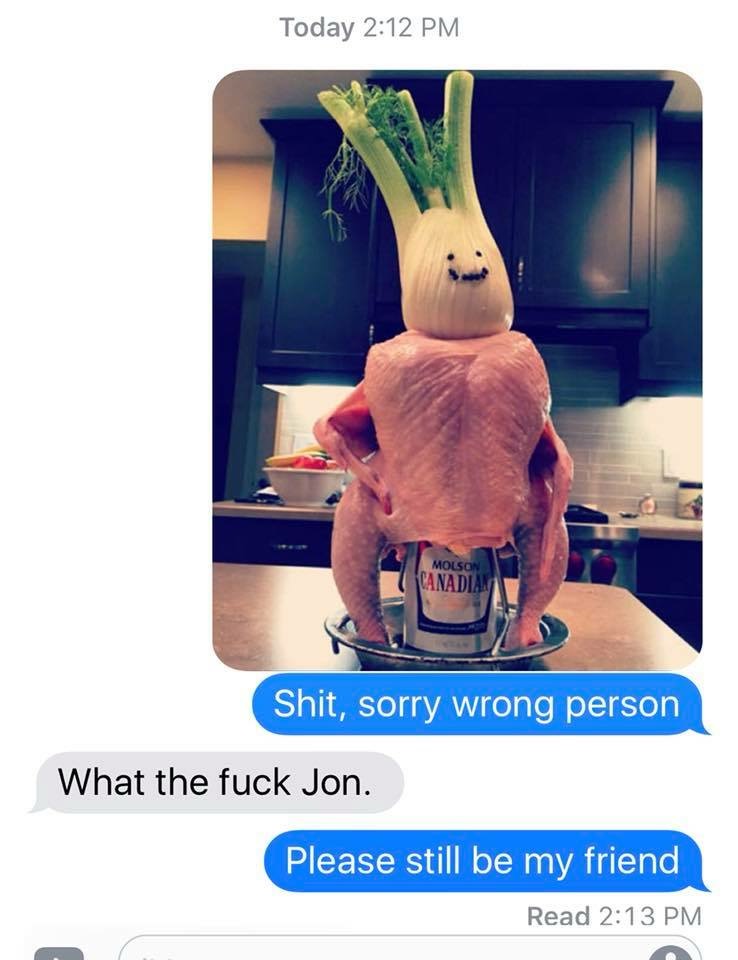 Today 2:12 PM
MOLSON
CANADIAN
Shit, sorry wrong person
What the fuck Jon.
Please still be my friend
Read 2:13 PM